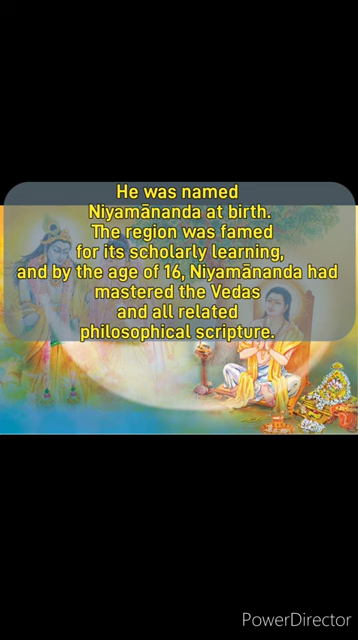 He was named
Niyamānanda at birth.
The region was famed
for its scholarly learning,
and by the age of 16, Niyamānanda had
mastered the Vedas
and all related
philosophical scripture.
PowerDirector